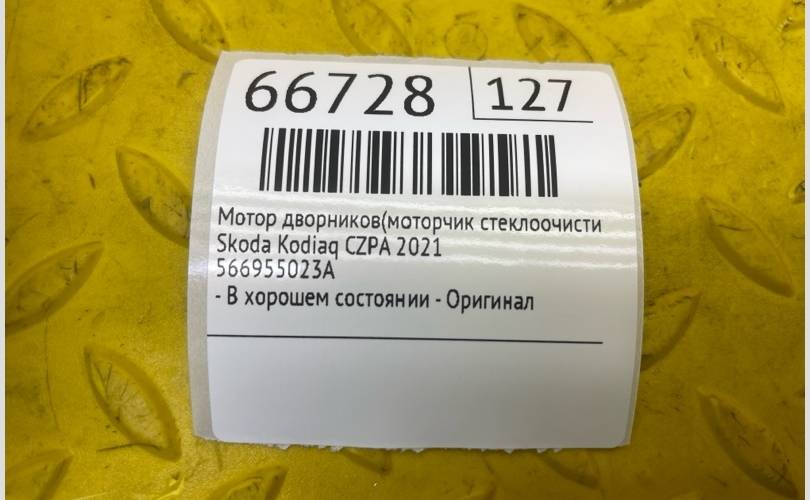 66728 127
Мотор дворников(моторчик стеклоочисти
Skoda Kodiaq CZPA 2021
566955023A
- В хорошем состоянии - Оригинал